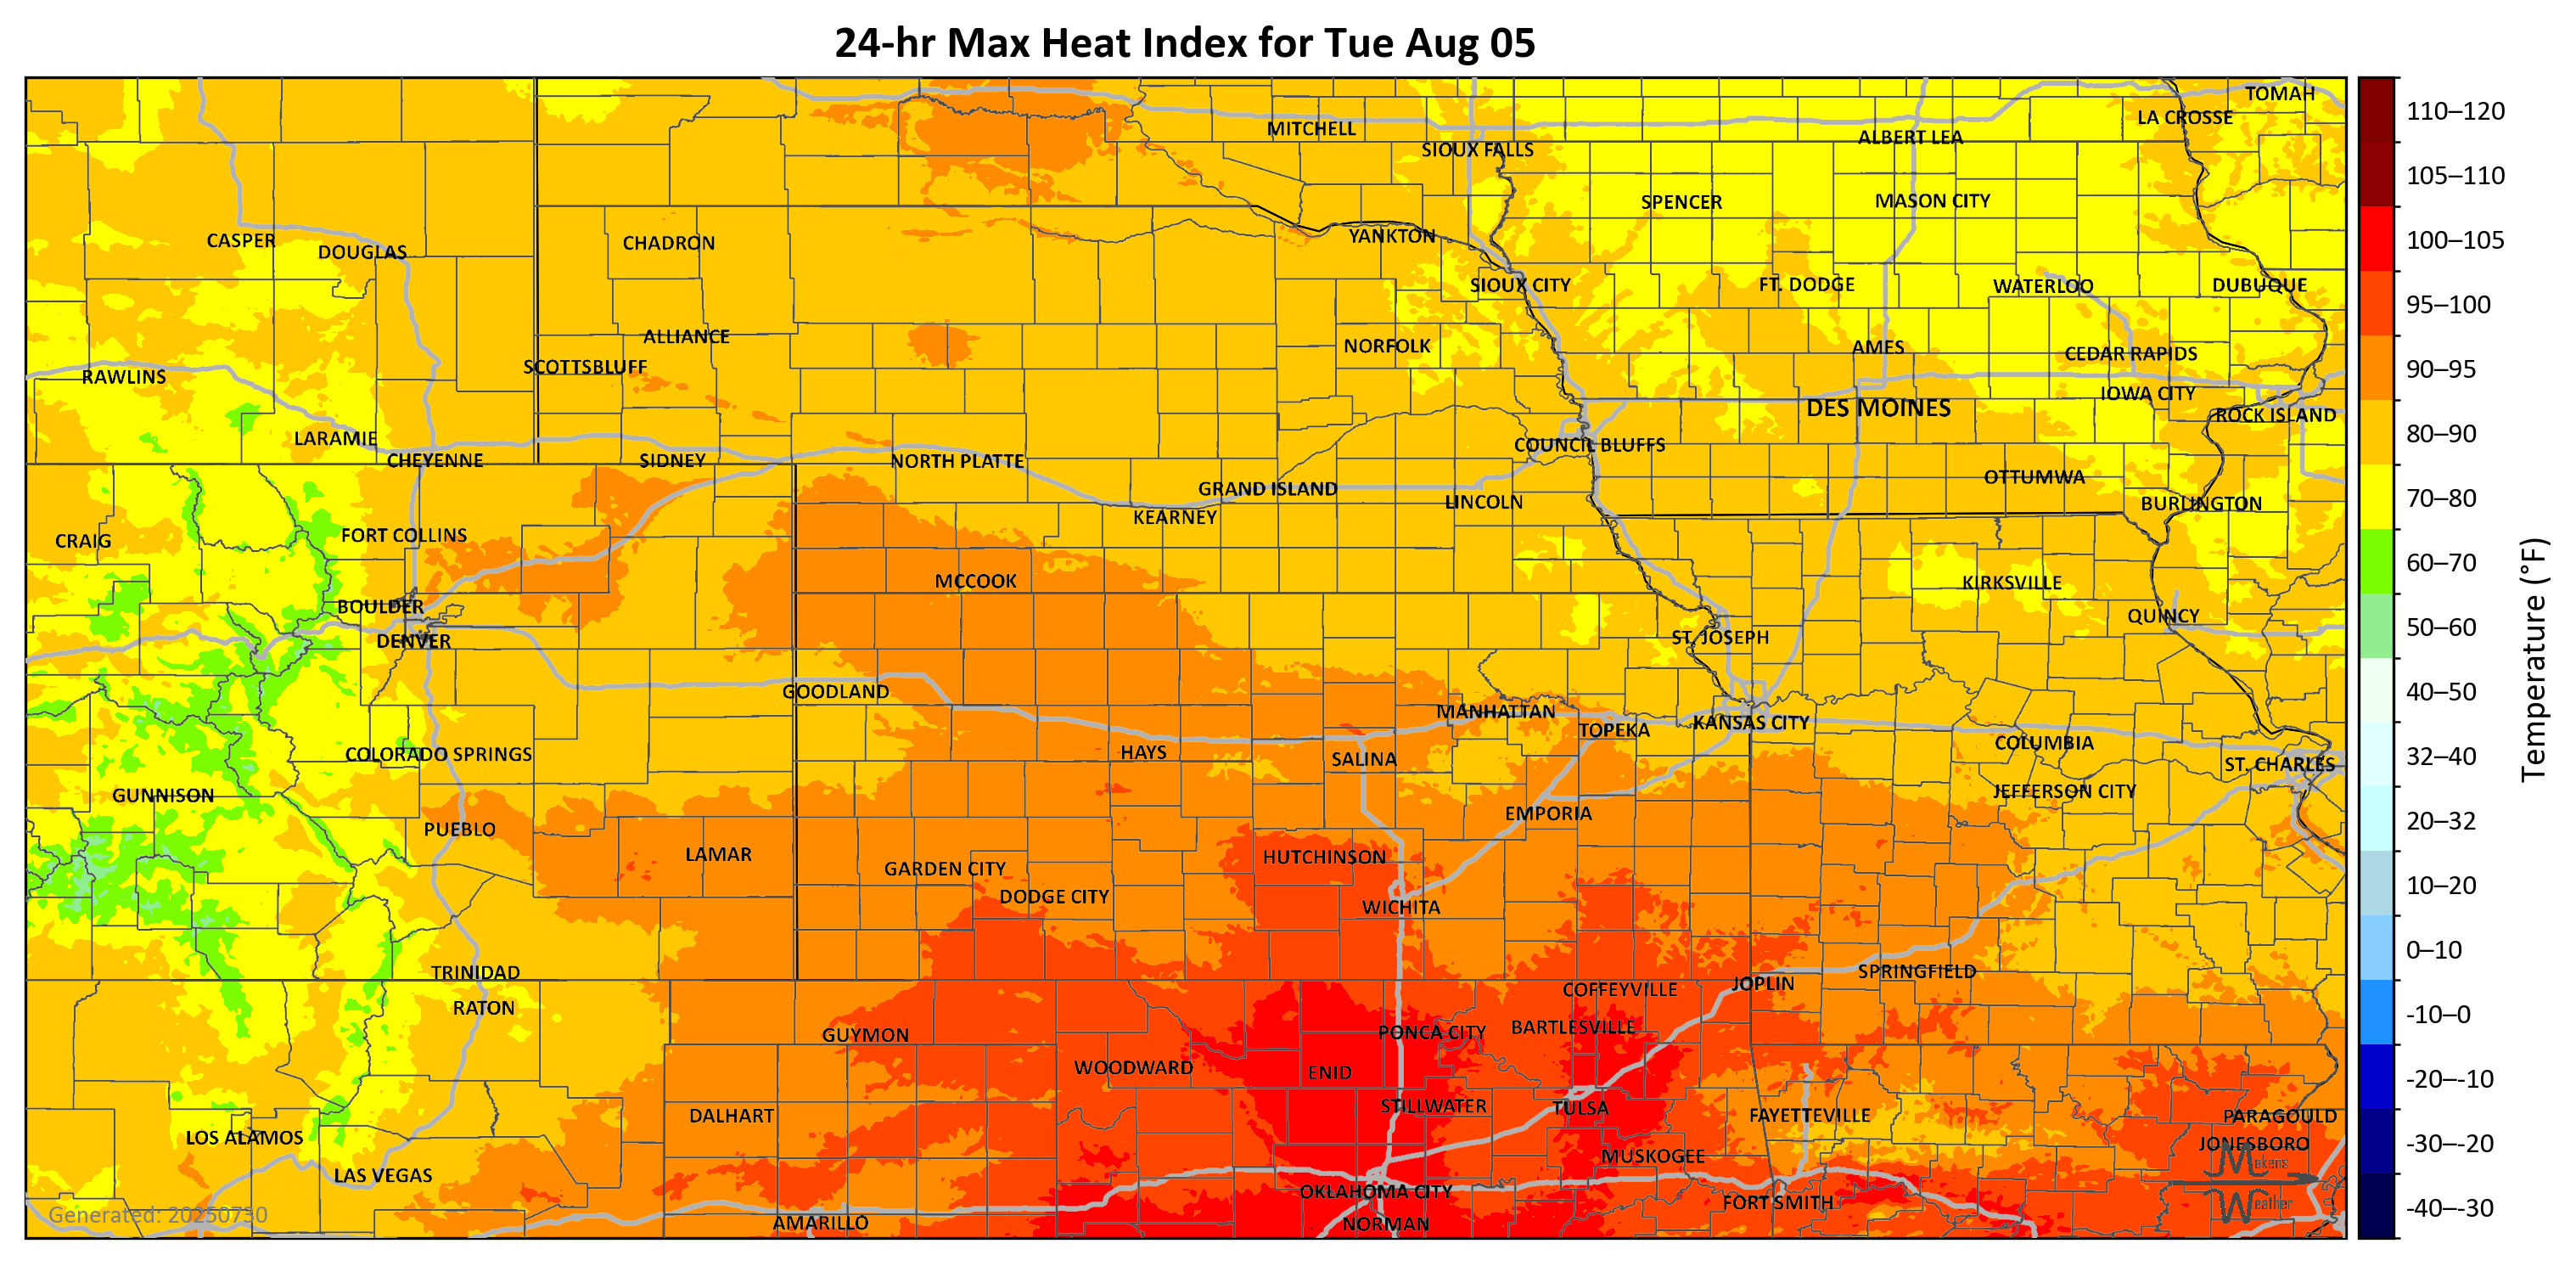 24-hr Max Heat Index for Tue Aug 05
TOMAH
LA CROSSE
MITCHELL
ALBERT LEA
SIOUX FALLS
SPENCER
MASON CITY
CASPER
DOUGLAS
CHADRON
YANKTON
SIOUX CITY
FT. DODGE
WATERLOO
DUBUQUE
ALLIANCE
NORFOLK
AMES
CEDAR RAPIDS
SCOTTSBLUFF
RAWLINS
IOWA CITY
DES MOINES
ROCK ISLAND
LARAMIE
COUNCIL BLUFFS
CHEYENNE
SIDNEY
NORTH PLATTE
OTTUMWA
GRAND ISLAND
LINCOLN
BURLINGTON
KEARNEY
FORT COLLINS
CRAIG
MCCOOK
KIRKSVILLE
BOULDER
QUINCY
DENVER
ST. JOSEPH
GOODLAND
MANHATTAN
KANSAS CITY
TOPEKA
COLUMBIA
HAYS
COLORADO SPRINGS
SALINA
ST. CHARLES
GUNNISON
JEFFERSON CITY
EMPORIA
PUEBLO
LAMAR
HUTCHINSON
GARDEN CITY
DODGE CITY
WICHITA
TRINIDAD
SPRINGFIELD
JOPLIN
COFFEYVILLE
RATON
BARTLESVILLE
PONCA CITY
GUYMON
WOODWARD
ENID
STILLWATER
TULSA
DALHART
FAYETTEVILLE
PARAGOULD
LOS ALAMOS
JONESBORO
MUSKOGEE
Makens
LAS VEGAS
OKLAHOMA CITY
FORT SMITH
Weather
Generated: 20250730
AMARILLO
NORMAN
110–120
105–110
100–105
95–100
90–95
80–90
70–80
60–70
50–60
40–50
32–40
20–32
10–20
0–10
-10–0
-20–-10
-30–-20
-40–-30
Temperature (°F)